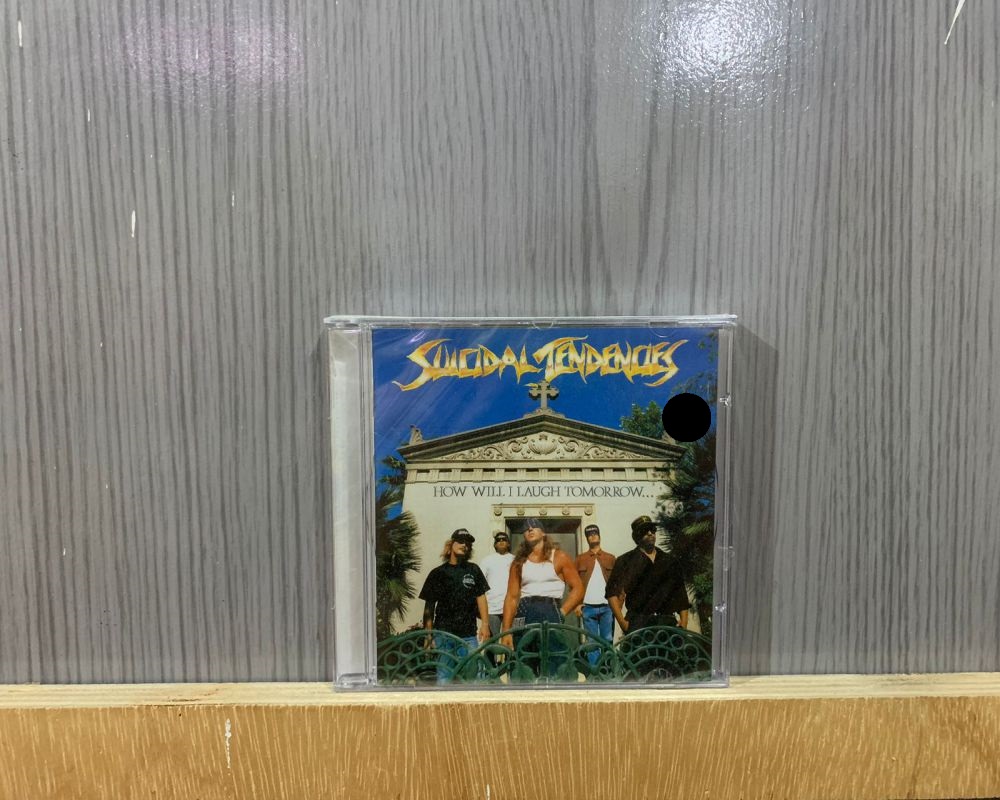 SUICIDAL TENDENCIES
HOW WILL I LAUGH TOMORROW...